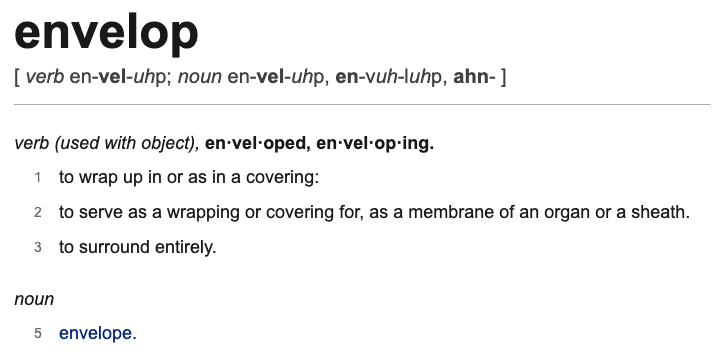 envelop
[ verb en-vel-uhp; noun en-vel-uhp, en-vuh-luhp, ahn- ]
verb (used with object), en·vel·oped, en·vel·op·ing.
1 to wrap up in or as in a covering:
2 to serve as a wrapping or covering for, as a membrane of an organ or a sheath.
3 to surround entirely.
noun
5 envelope.